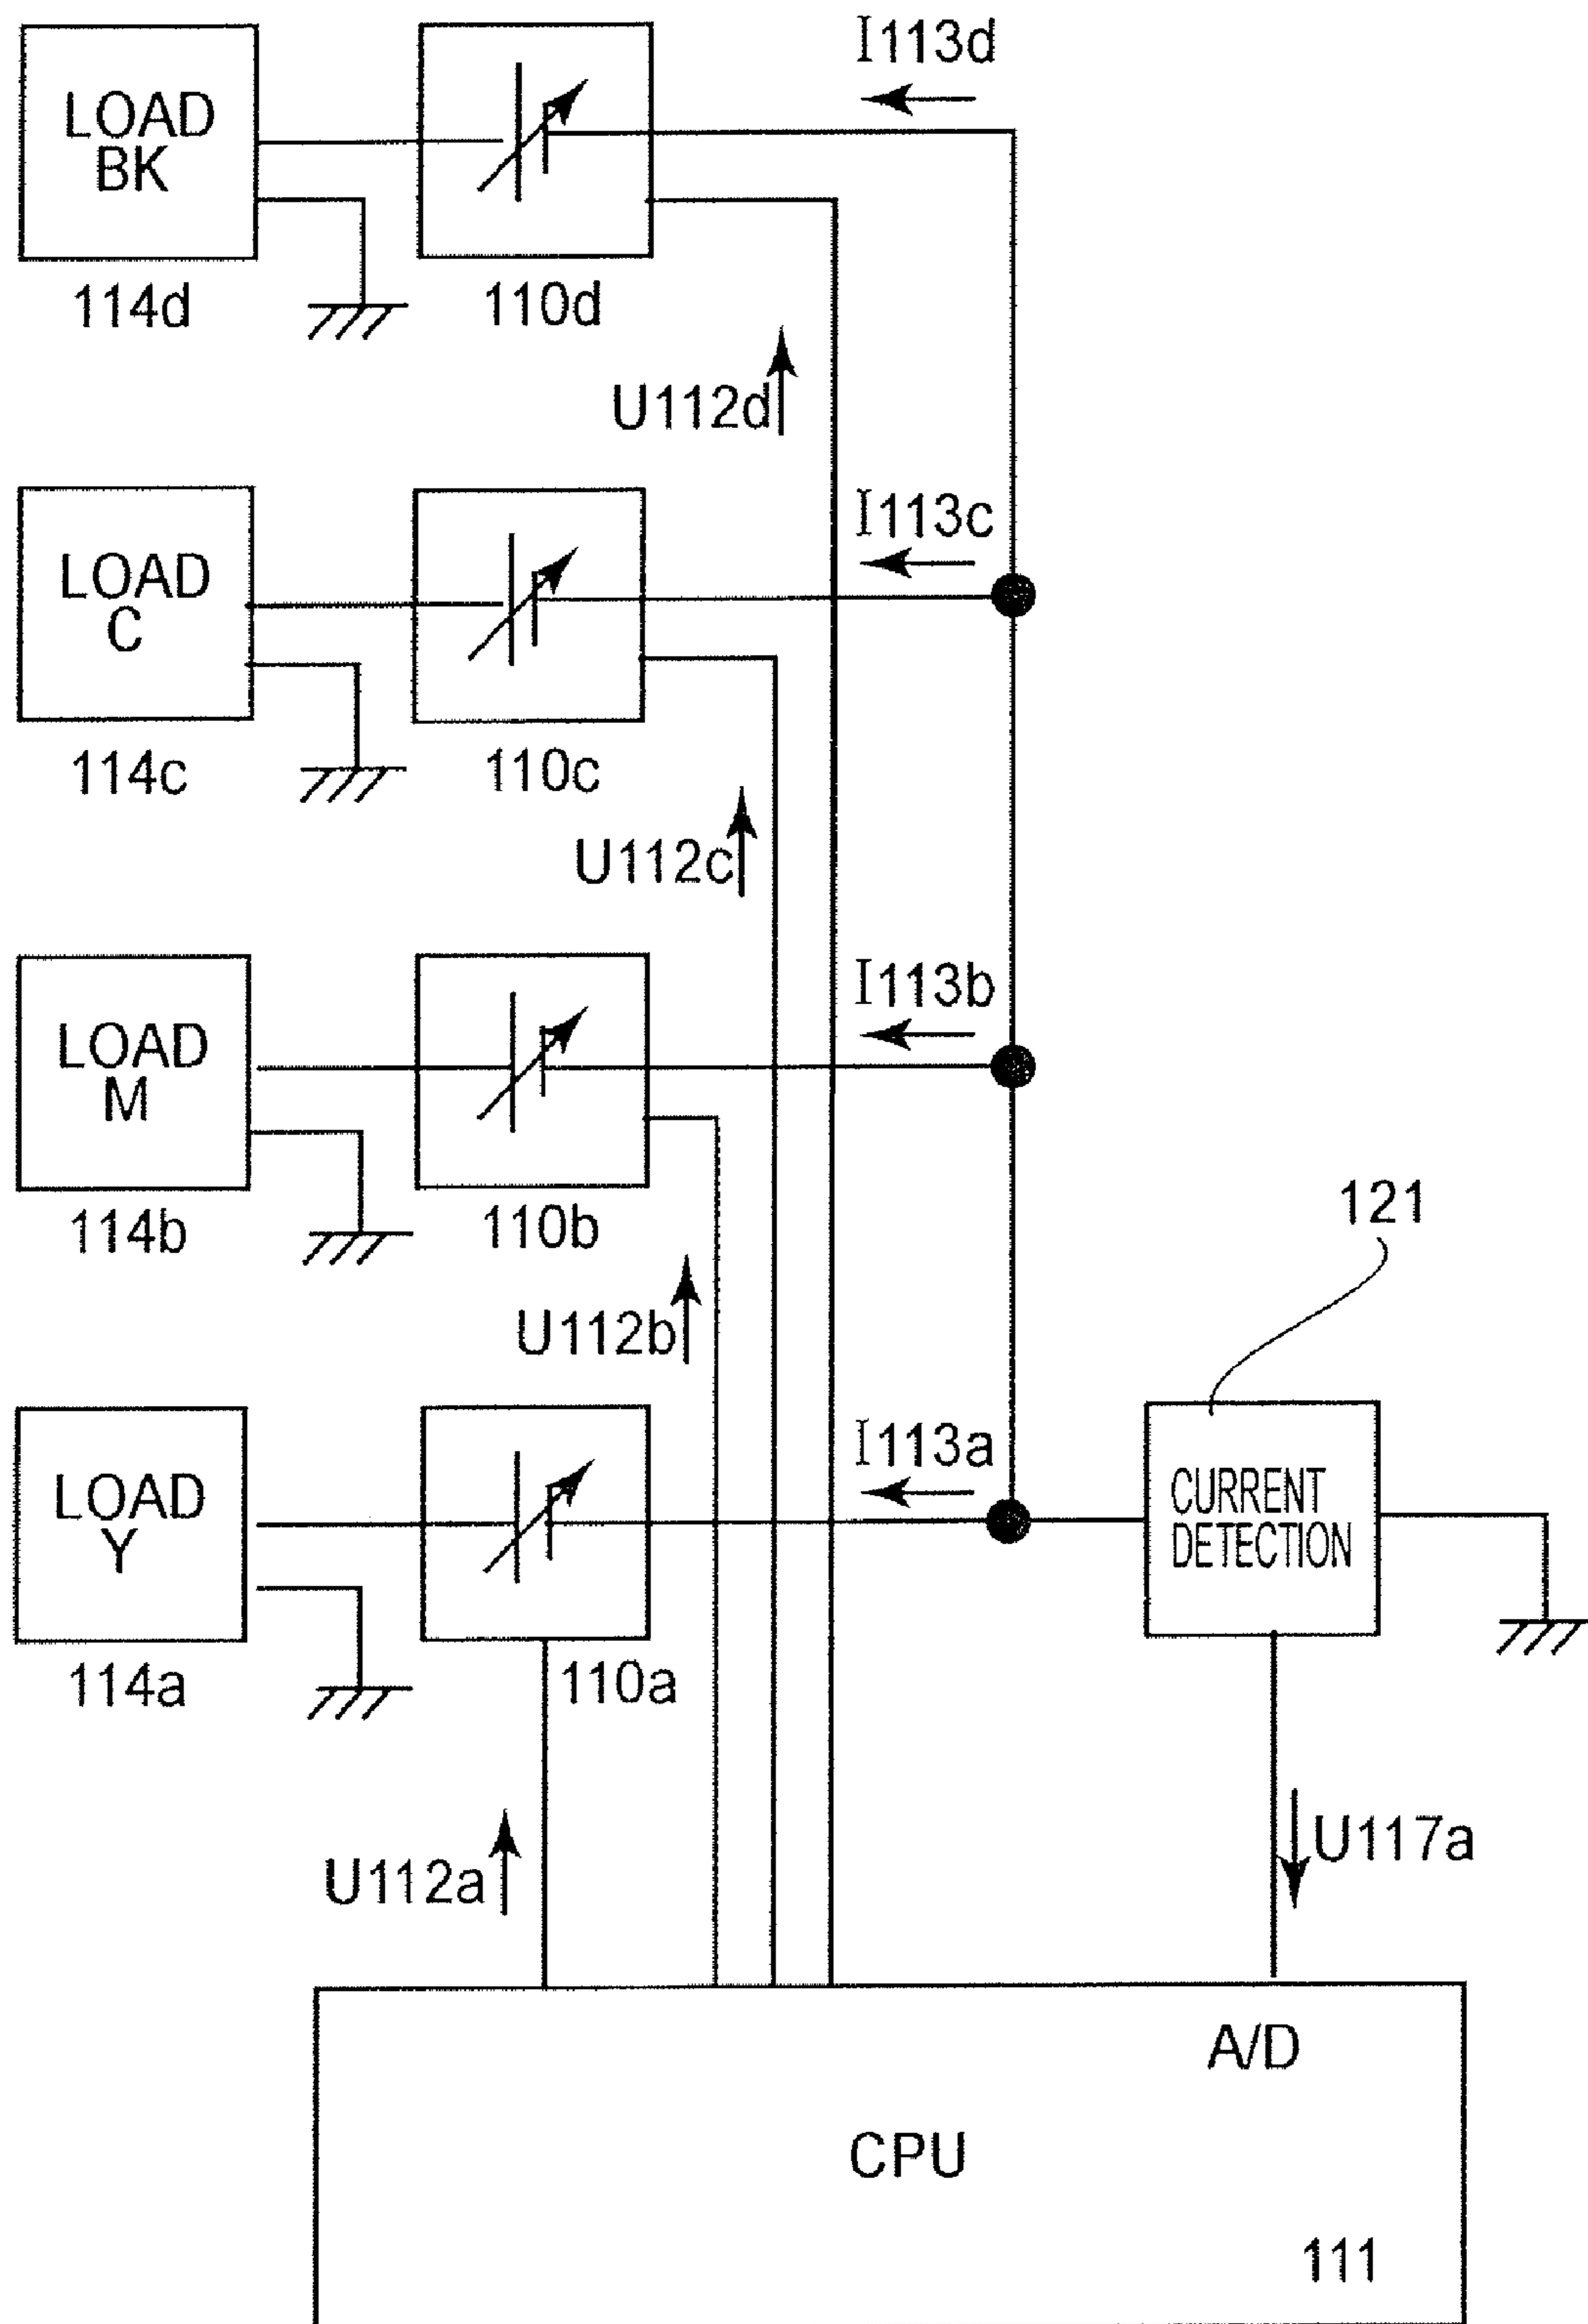 I113d
LOAD
BK
114d
110d
U112d
I113c
LOAD
C
114c
110c
U112c
I113b
LOAD
M
114b
110b
U112b
121
I113a
LOAD
Y
CURRENT
DETECTION
114a
110a
U112a
U117a
A/D
CPU
111